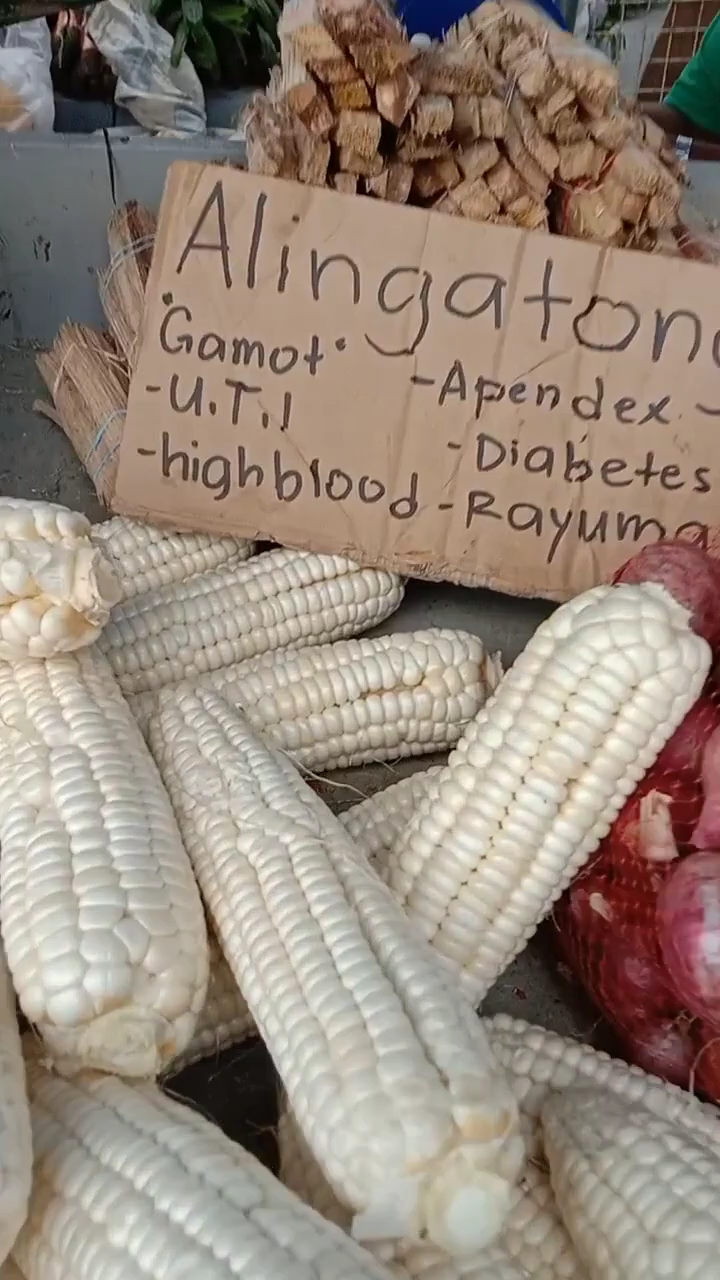 Alingaton
"Gamot"
-U.T.I -Apendex -
-highblood -Diabetes
-Rayuma